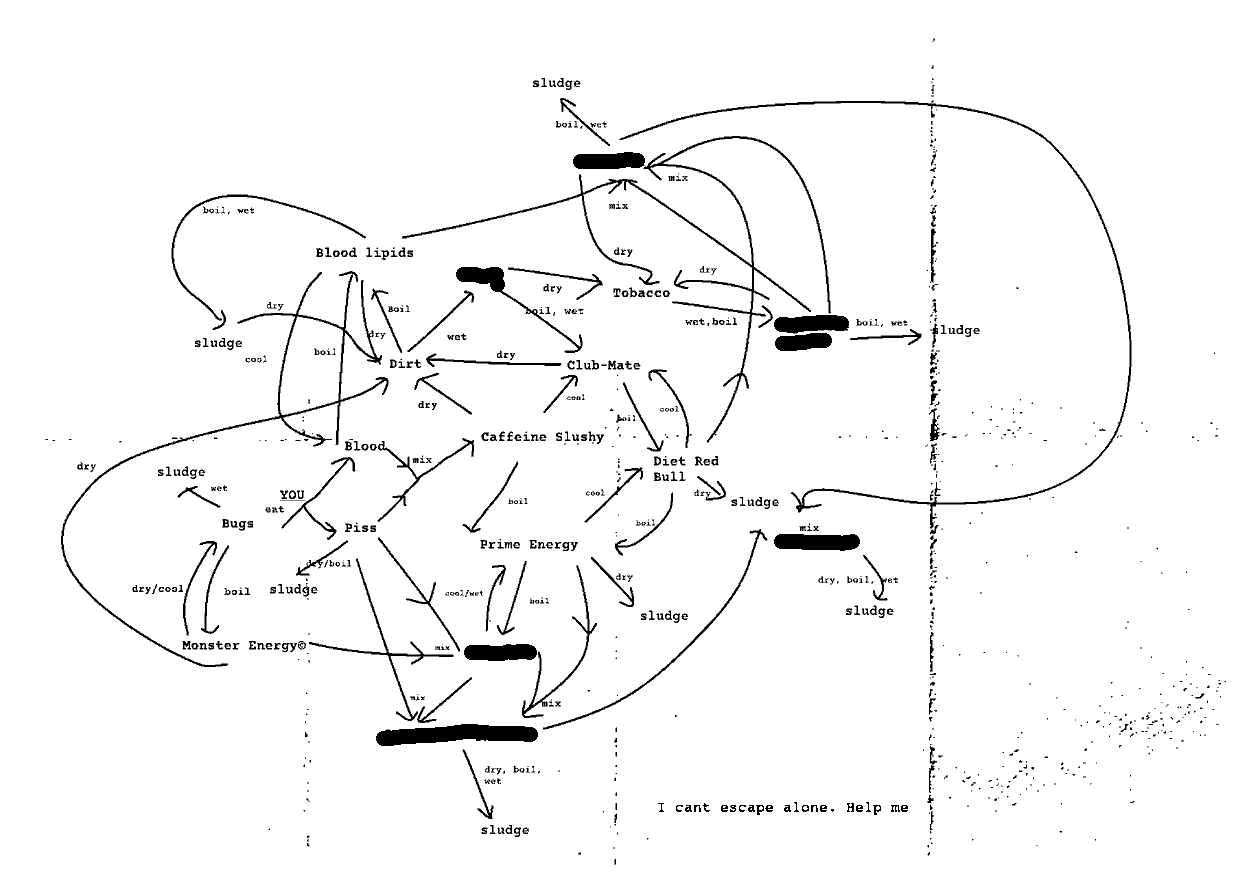 sludge
boil, wet
mix
mix
boil, wet
Blood lipids
dry
dry
Tobacco
dry
boil, wet
wet,boil
boil, wet
sludge
dry
Boil
dry
wet
sludge
cool
boil
Dirt
dry
Club-Mate
dry
cool
boil
cool
Caffeine Slushy
Blood
mix
dry
sludge
wet
Diet Red
Bull
YOU
eat
boil
cool
dry
sludge
Bugs
Piss
boil
mix
Prime Energy
dry/boil
dry
dry, boil, wet
sludge
dry/cool
boil
sludge
cool/wet
boil
sludge
Monster Energy©
mix
mix
mix
dry, boil,
wet
I cant escape alone. Help me
sludge